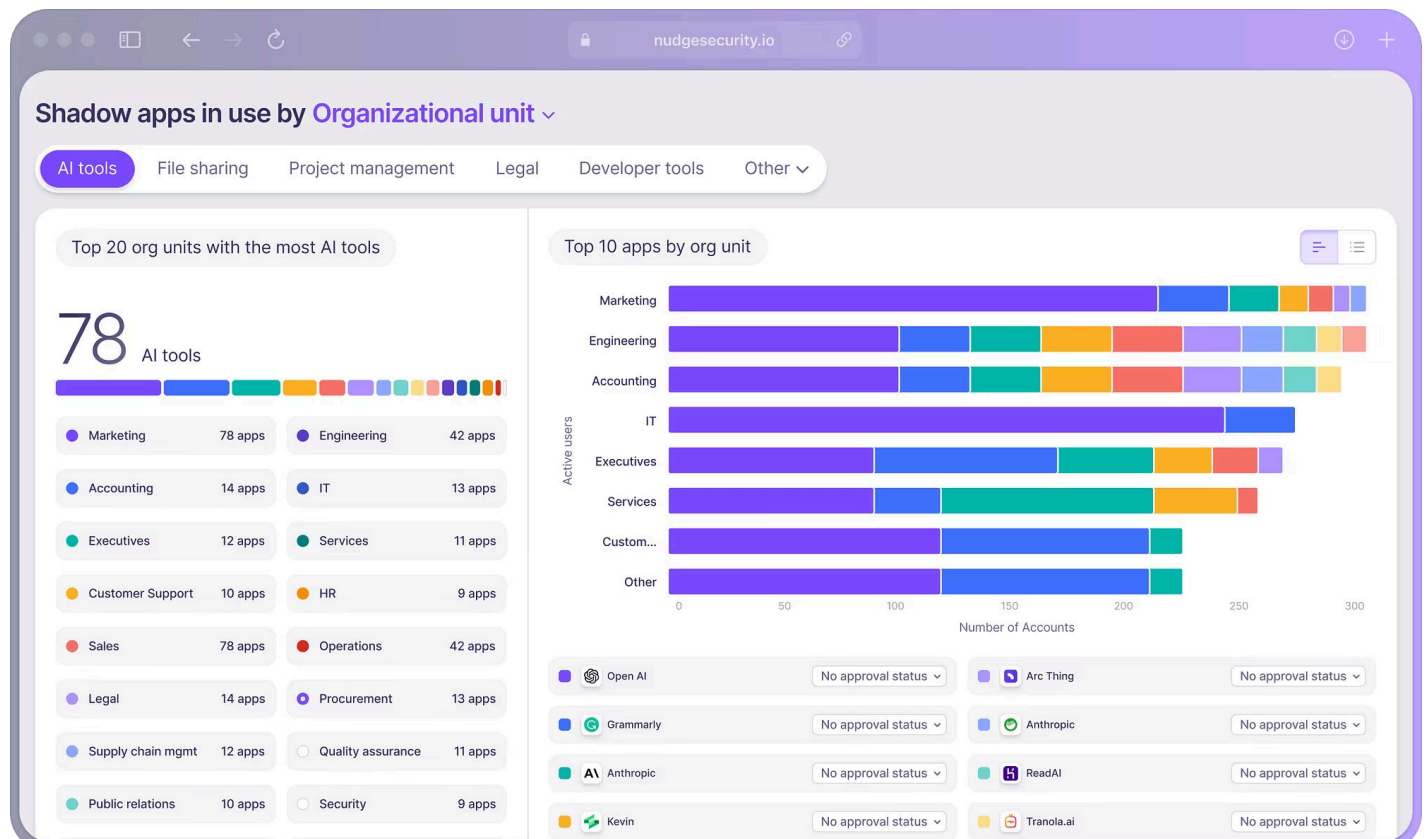 nudgesecurity.io
Shadow apps in use by Organizational unit
AI tools
File sharing
Project management
Legal
Developer tools
Other
Top 20 org units with the most AI tools
78 AI tools
Marketing 78 apps
Engineering 42 apps
Accounting 14 apps
IT 13 apps
Executives 12 apps
Services 11 apps
Customer Support 10 apps
HR 9 apps
Sales 78 apps
Operations 42 apps
Legal 14 apps
Procurement 13 apps
Supply chain mgmt 12 apps
Quality assurance 11 apps
Public relations 10 apps
Security 9 apps
Top 10 apps by org unit
Active users
Marketing
Engineering
Accounting
IT
Executives
Services
Custom...
Other
0 50 100 150 200 250 300
Number of Accounts
Open AI No approval status
Arc Thing No approval status
Grammarly No approval status
Anthropic No approval status
A\ Anthropic No approval status
ReadAI No approval status
Kevin No approval status
Tranola.ai No approval status